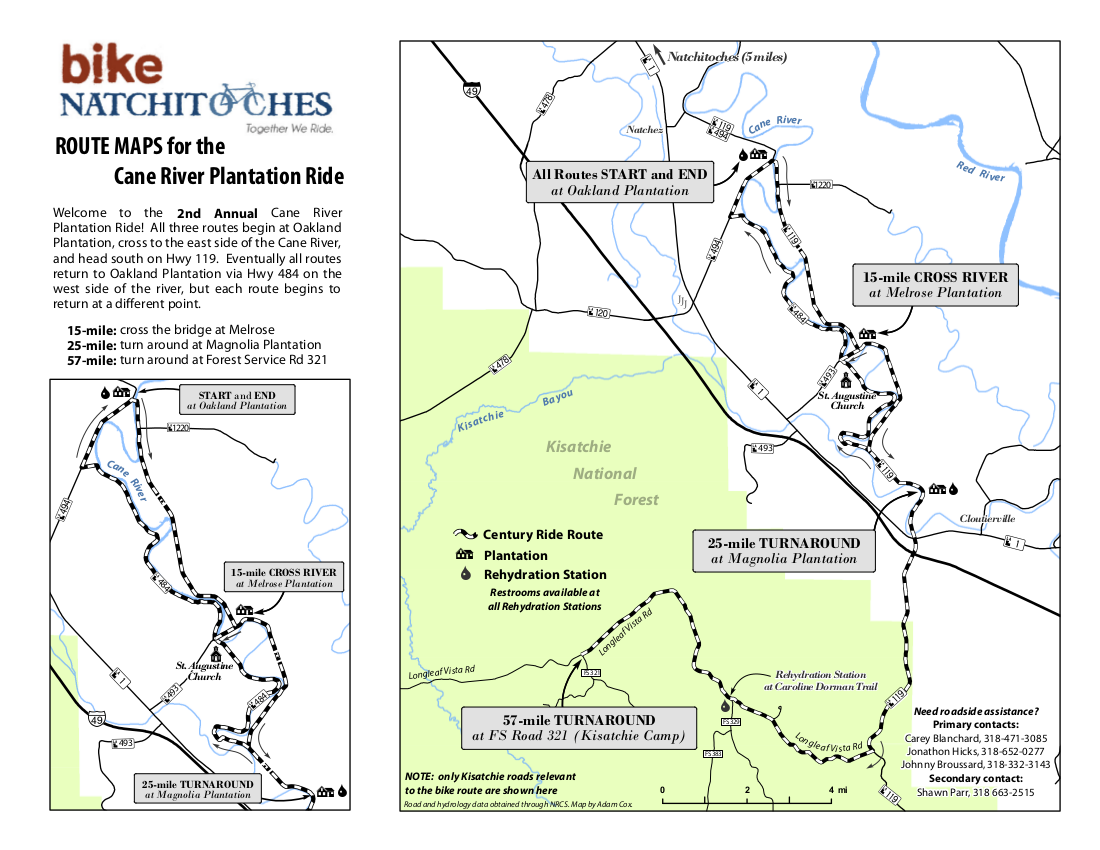 bike
NATCHITOCHES
Together We Ride.
ROUTE MAPS for the
Cane River Plantation Ride
Welcome to the 2nd Annual Cane River
Plantation Ride! All three routes begin at Oakland
Plantation, cross to the east side of the Cane River,
and head south on Hwy 119. Eventually all routes
return to Oakland Plantation via Hwy 484 on the
west side of the river, but each route begins to
return at a different point.
15-mile: cross the bridge at Melrose
25-mile: turn around at Magnolia Plantation
57-mile: turn around at Forest Service Rd 321
START and END
at Oakland Plantation
1220
Cane River
494
15-mile CROSS RIVER
at Melrose Plantation
484
St. Augustine
Church
1
493
484
49
493
25-mile TURNAROUND
at Magnolia Plantation
Natchitoches (5 miles)
1
49
478
119
494
Natchez
Cane River
Red River
All Routes START and END
at Oakland Plantation
1220
119
494
15-mile CROSS RIVER
at Melrose Plantation
120
484
478
493
1
St. Augustine
Church
Kisatchie Bayou
493
119
Kisatchie
National
Forest
Cloutierville
1
Century Ride Route
Plantation
Rehydration Station
Restrooms available at
all Rehydration Stations
25-mile TURNAROUND
at Magnolia Plantation
Longleaf Vista Rd
Longleaf Vista Rd
FS321
Rehydration Station
at Caroline Dorman Trail
119
57-mile TURNAROUND
at FS Road 321 (Kisatchie Camp)
FS329
Longleaf Vista Rd
FS383
119
Need roadside assistance?
Primary contacts:
Carey Blanchard, 318-471-3085
Jonathon Hicks, 318-652-0277
Johnny Broussard, 318-332-3143
Secondary contact:
Shawn Parr, 318 663-2515
NOTE: only Kisatchie roads relevant
to the bike route are shown here
Road and hydrology data obtained through NRCS. Map by Adam Cox.
0 2 4 mi